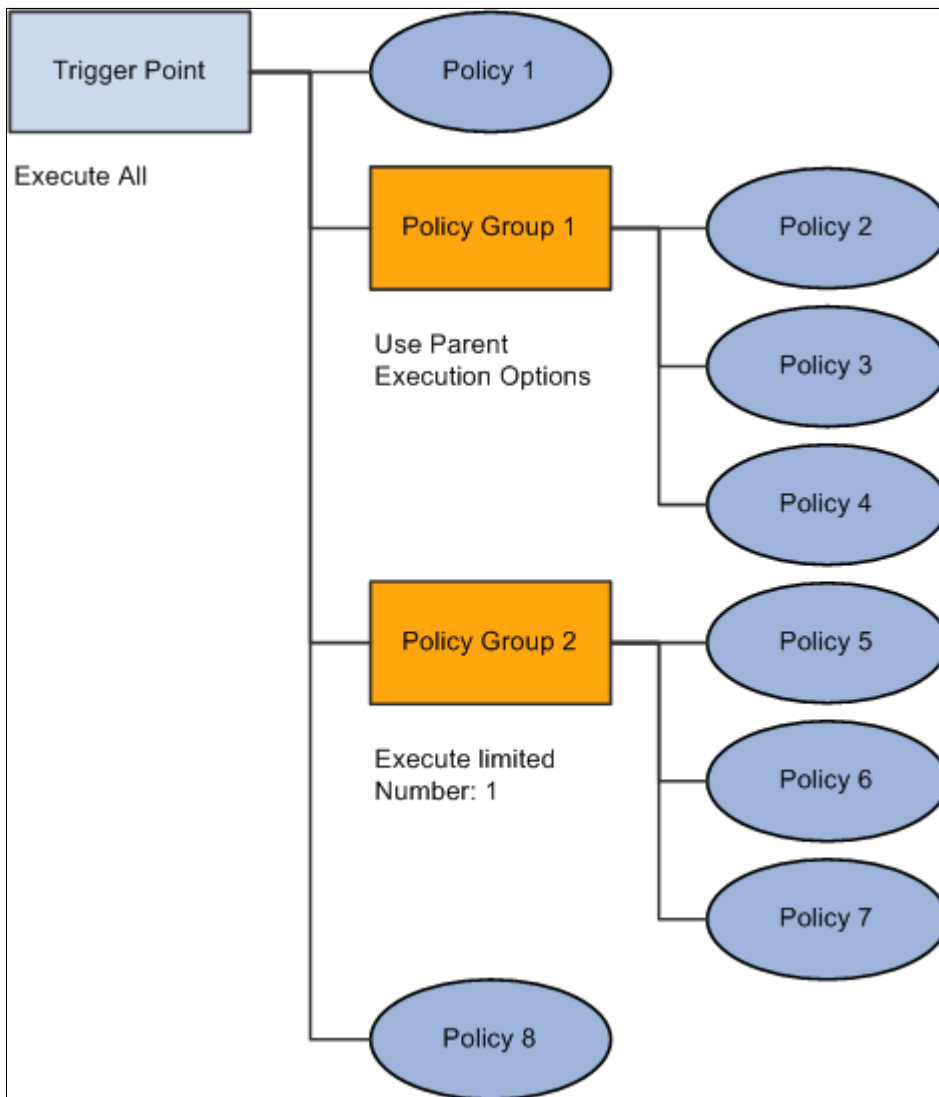 Trigger Point
Policy 1
Execute All
Policy Group 1
Policy 2
Use Parent
Execution Options
Policy 3
Policy 4
Policy Group 2
Policy 5
Execute limited
Number: 1
Policy 6
Policy 7
Policy 8